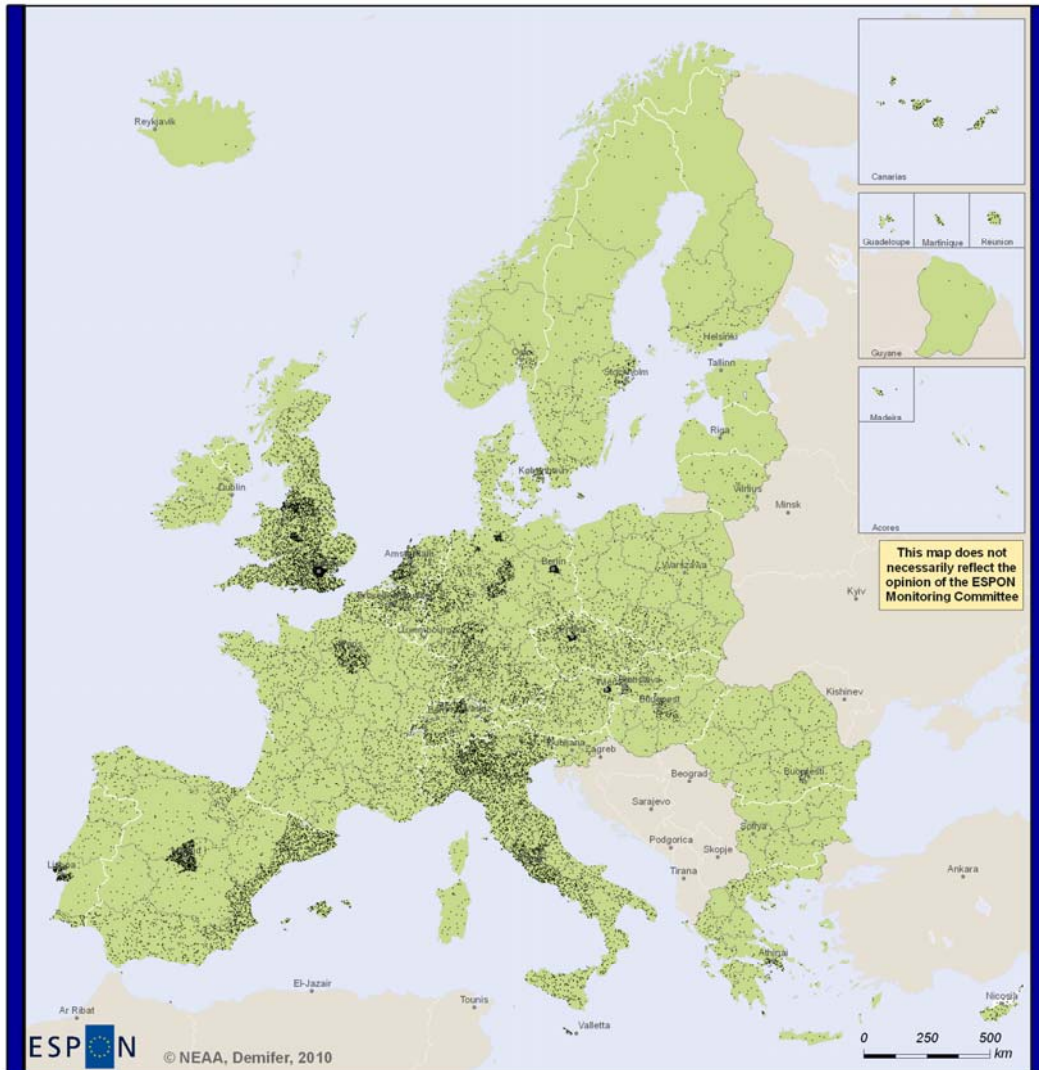 Reykjavik
Canarias
Guadeloupe
Martinique
Reunion
Guyane
Madeira
Acores
This map does not
necessarily reflect the
opinion of the ESPON
Monitoring Committee
Oslo
Helsinki
Tallinn
Stockholm
Riga
Vilnius
Minsk
Dublin
Amsterdam
Berlin
Warszawa
Kyiv
Luxembourg
Bratislava
Budapest
Kishinev
Ljubljana
Zagreb
Beograd
Bucuresti
Sarajevo
Sofiya
Podgorica
Skopje
Tirana
Ankara
Lisboa
Athinai
El-Jazair
Tounis
Nicosia
Ar Ribat
Valletta
ESPON
© NEAA, Demifer, 2010
0 250 500
km